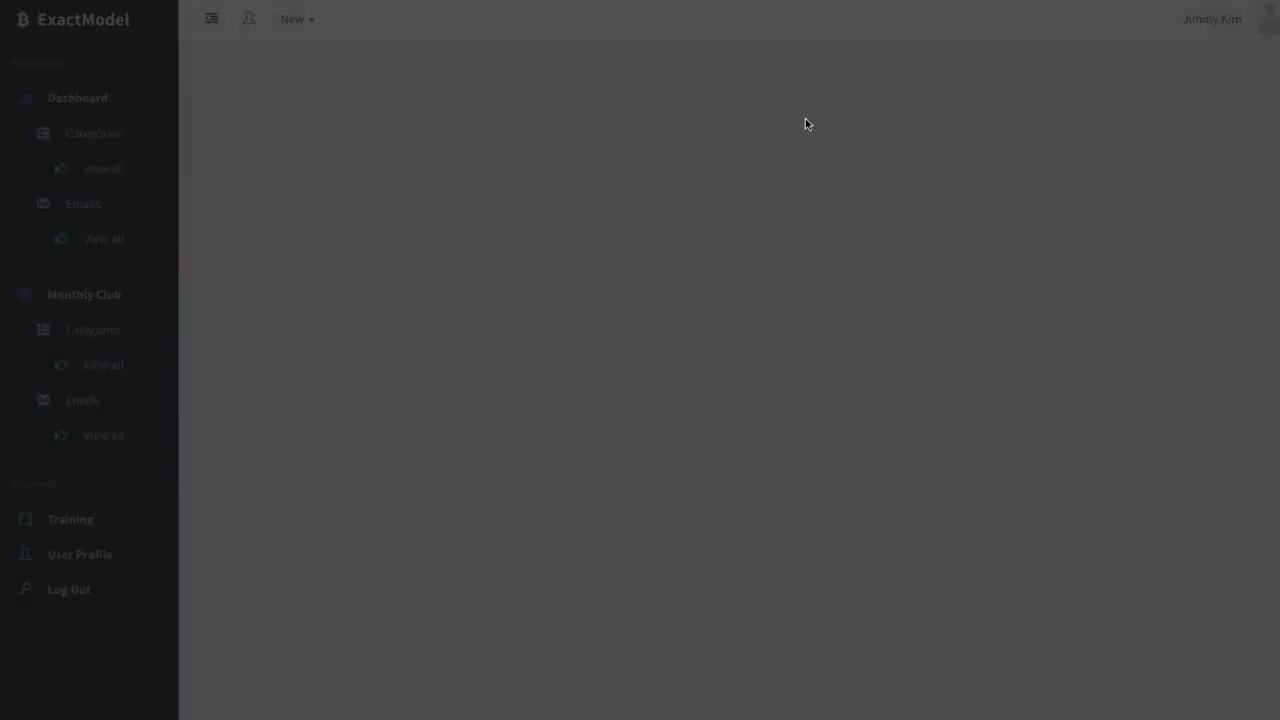 ExactModel
New
Jimmy Kim
Dashboard
Categories
View all
Emails
View all
Monthly Club
Categories
View all
Emails
View all
Training
User Profile
Log Out